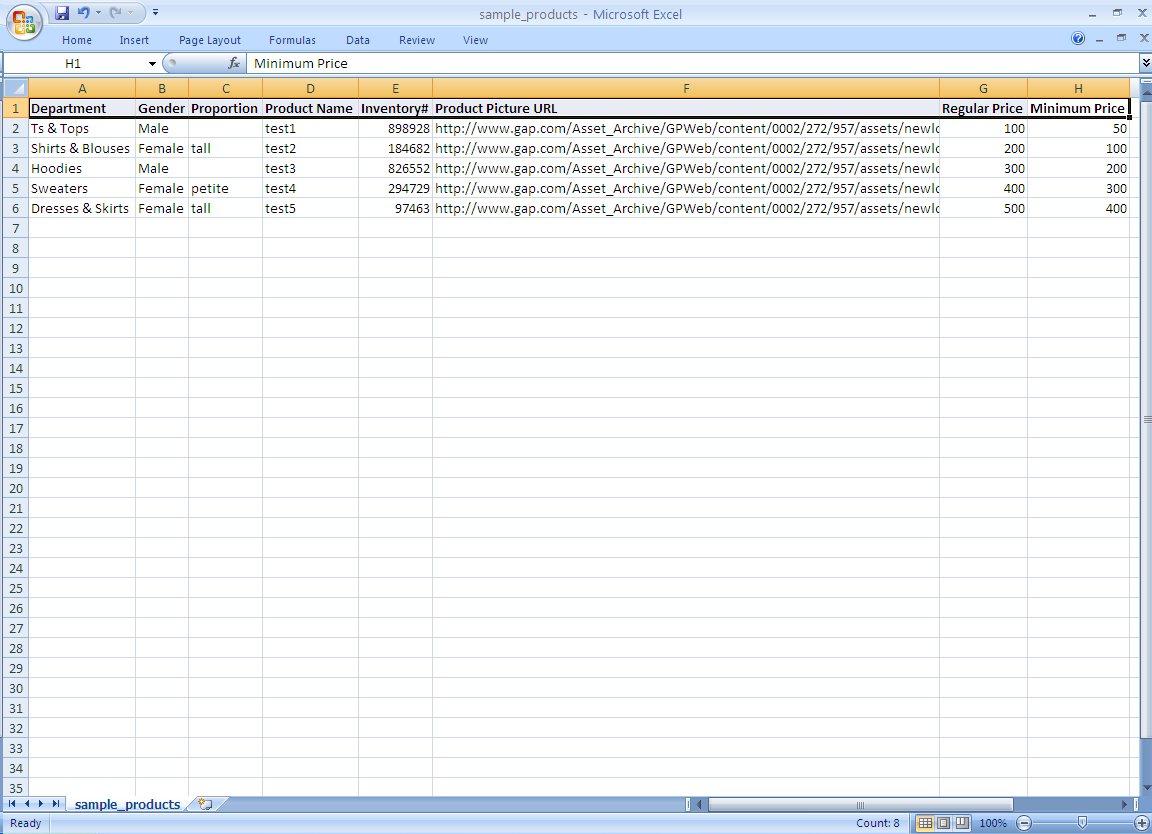 sample_products - Microsoft Excel
Home Insert Page Layout Formulas Data Review View
H1 fx Minimum Price
A B C D E F G H
1 Department Gender Proportion Product Name Inventory# Product Picture URL Regular Price Minimum Price
2 Ts & Tops Male test1 898928 http://www.gap.com/Asset_Archive/GPWeb/content/0002/272/957/assets/newlo 100 50
3 Shirts & Blouses Female tall test2 184682 http://www.gap.com/Asset_Archive/GPWeb/content/0002/272/957/assets/newlo 200 100
4 Hoodies Male test3 826552 http://www.gap.com/Asset_Archive/GPWeb/content/0002/272/957/assets/newlo 300 200
5 Sweaters Female petite test4 294729 http://www.gap.com/Asset_Archive/GPWeb/content/0002/272/957/assets/newlo 400 300
6 Dresses & Skirts Female tall test5 97463 http://www.gap.com/Asset_Archive/GPWeb/content/0002/272/957/assets/newlo 500 400
7
8
9
10
11
12
13
14
15
16
17
18
19
20
21
22
23
24
25
26
27
28
29
30
31
32
33
34
35
sample_products
Ready Count: 8 100%